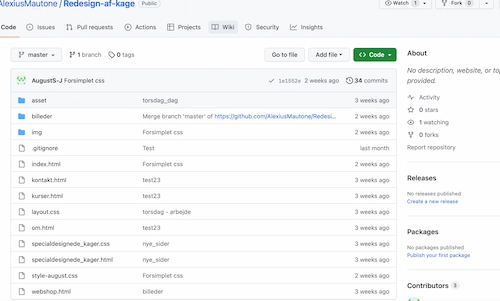 AlexiusMautone / Redesign-af-kage Public
Watch 1 Fork 0
Code Issues Pull requests Actions Projects Wiki Security Insights
master 1 branch 0 tags Go to file Add file Code
AugustS-J Forsimplet css 1e1552e 2 weeks ago 34 commits
asset torsdag_dag 3 weeks ago
billeder Merge branch 'master' of https://github.com/AlexiusMautone/Redesi... 2 weeks ago
img Forsimplet css 2 weeks ago
.gitignore Test last month
index.html Forsimplet css 2 weeks ago
kontakt.html test23 3 weeks ago
kurser.html test23 3 weeks ago
layout.css torsdag - arbejde 3 weeks ago
om.html test23 3 weeks ago
specialdesignede_kager.css nye_sider 3 weeks ago
specialdesignede_kager.html test23 3 weeks ago
style-august.css Forsimplet css 2 weeks ago
webshop.html billeder 2 weeks ago
About
No description, website, or top
provided.
Activity
0 stars
1 watching
0 forks
Report repository
Releases
No releases published
Create a new release
Packages
No packages published
Publish your first package
Contributors 3